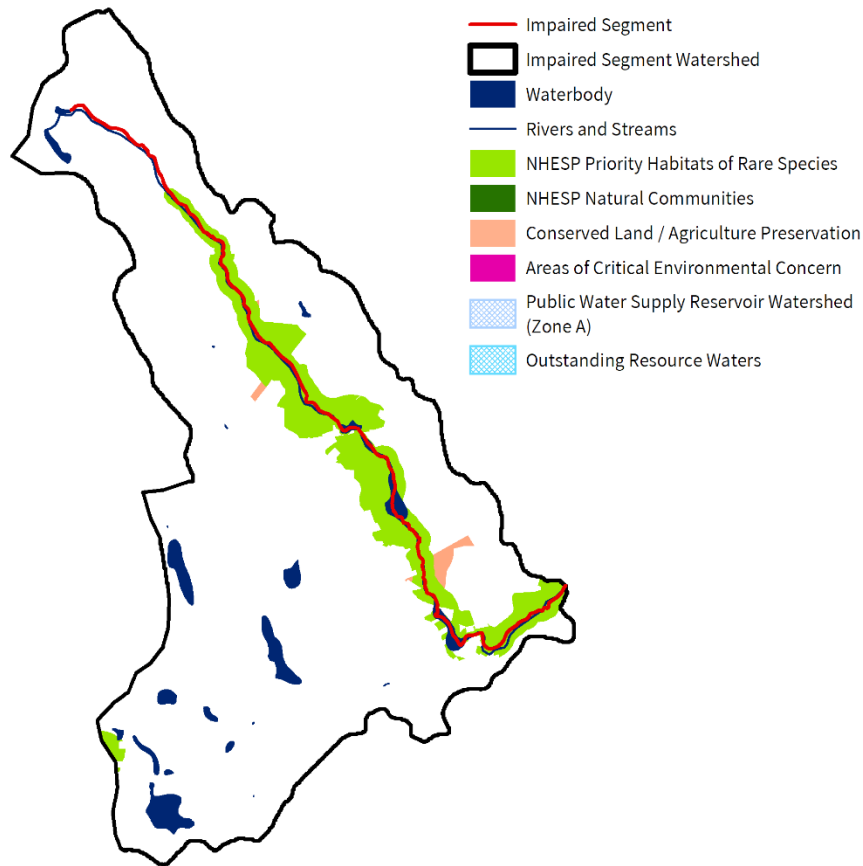 Impaired Segment
Impaired Segment Watershed
Waterbody
Rivers and Streams
NHESP Priority Habitats of Rare Species
NHESP Natural Communities
Conserved Land / Agriculture Preservation
Areas of Critical Environmental Concern
Public Water Supply Reservoir Watershed
(Zone A)
Outstanding Resource Waters